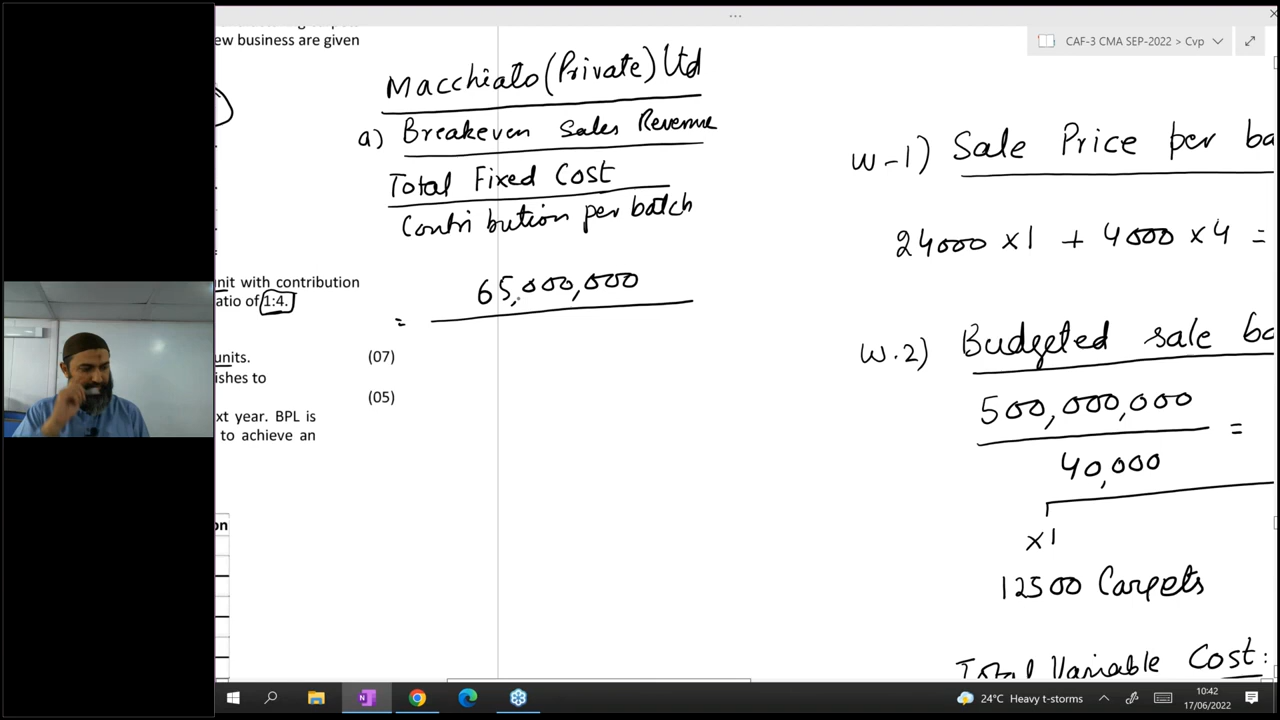 ew business are given
CAF-3 CMA SEP-2022 > Cvp
Macchiato (Private) Ltd
a) Breakeven Sales Revenue
Total Fixed Cost
Contribution per batch
65,000,000
=
nit with contribution
atio of 1:4.
units. (07)
ishes to
(05)
xt year. BPL is
to achieve an
on
W-1) Sale Price per ba
24000 x1 + 4000 x 4 =
W.2) Budgeted sale ba
500,000,000
=
40,000
x1
12500 Carpets
Total Variable Cost:
24°C Heavy t-storms
10:42
17/06/2022